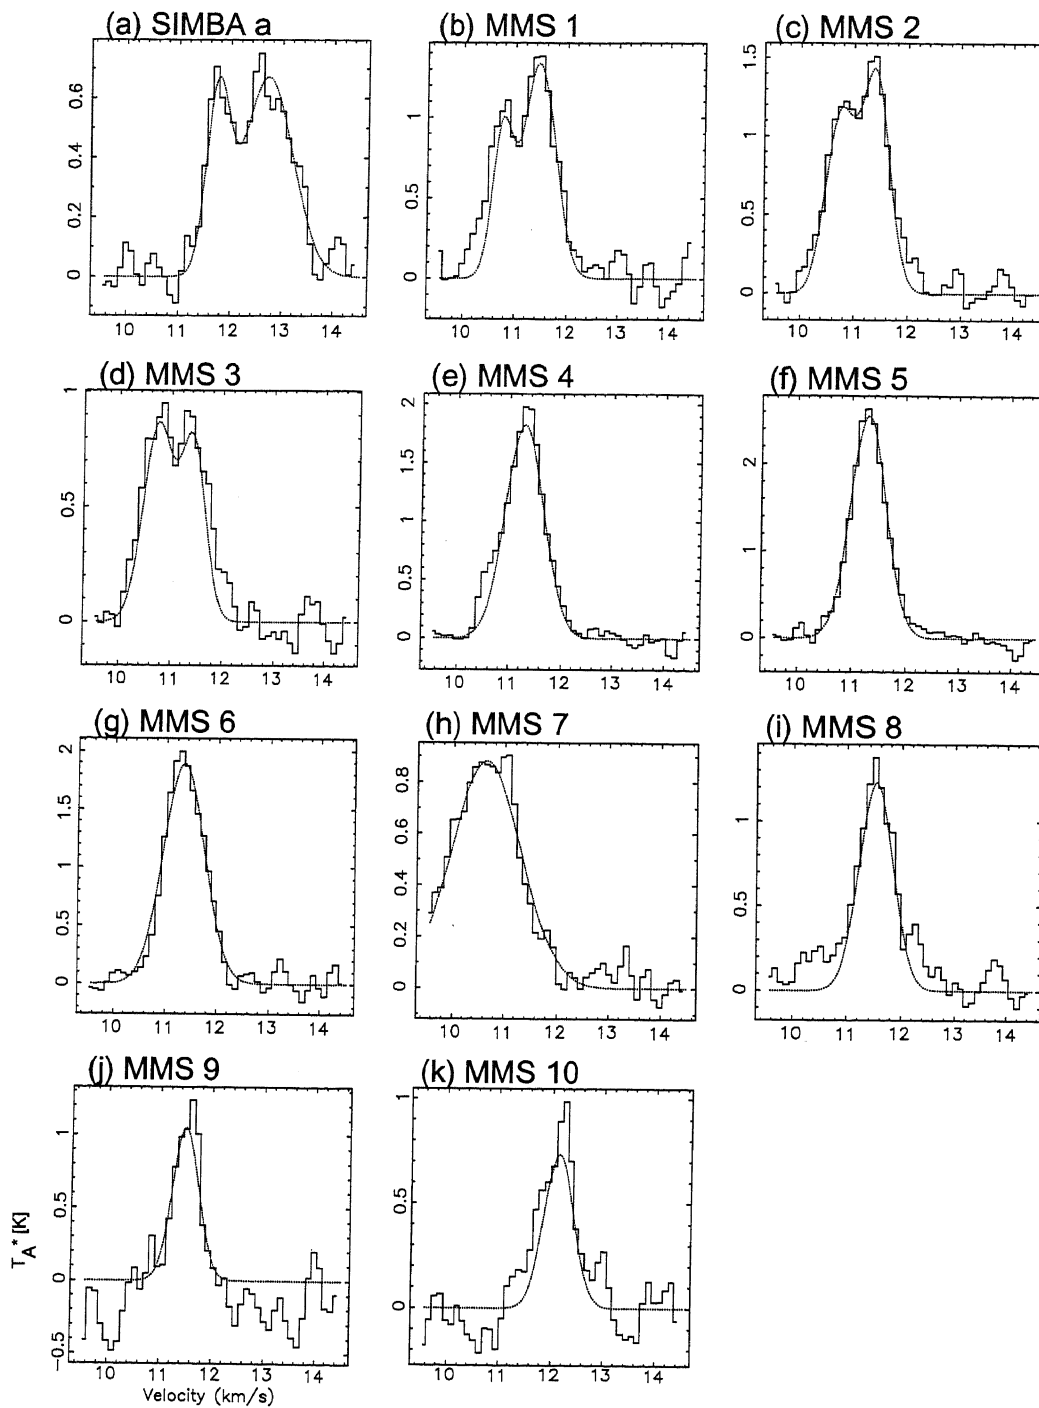 (a) SIMBA a
(b) MMS 1
(c) MMS 2
0.6
0.4
0.2
0
10 11 12 13 14
1
0.5
0
10 11 12 13 14
1.5
1
0.5
0
10 11 12 13 14
(d) MMS 3
(e) MMS 4
(f) MMS 5
1
0.5
0
10 11 12 13 14
2
1.5
1
0.5
0
10 11 12 13 14
2
1
0
10 11 12 13 14
(g) MMS 6
(h) MMS 7
(i) MMS 8
2
1.5
1
0.5
0
10 11 12 13 14
0.8
0.6
0.4
0.2
0
10 11 12 13 14
1
0.5
0
10 11 12 13 14
(j) MMS 9
(k) MMS 10
1
0.5
0
−0.5
10 11 12 13 14
1
0.5
0
10 11 12 13 14
T_A* [K]
Velocity (km/s)